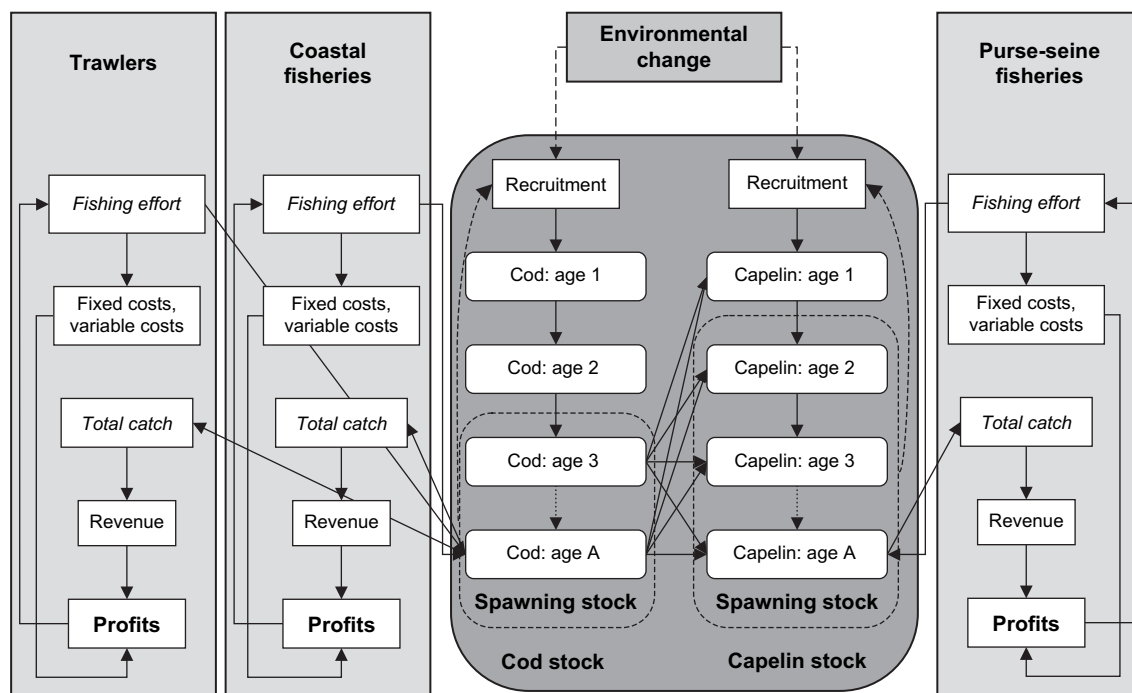 Trawlers
Fishing effort
Fixed costs,
variable costs
Total catch
Revenue
Profits
Coastal
fisheries
Fishing effort
Fixed costs,
variable costs
Total catch
Revenue
Profits
Environmental
change
Recruitment
Cod: age 1
Cod: age 2
Cod: age 3
Cod: age A
Spawning stock
Cod stock
Recruitment
Capelin: age 1
Capelin: age 2
Capelin: age 3
Capelin: age A
Spawning stock
Capelin stock
Purse-seine
fisheries
Fishing effort
Fixed costs,
variable costs
Total catch
Revenue
Profits